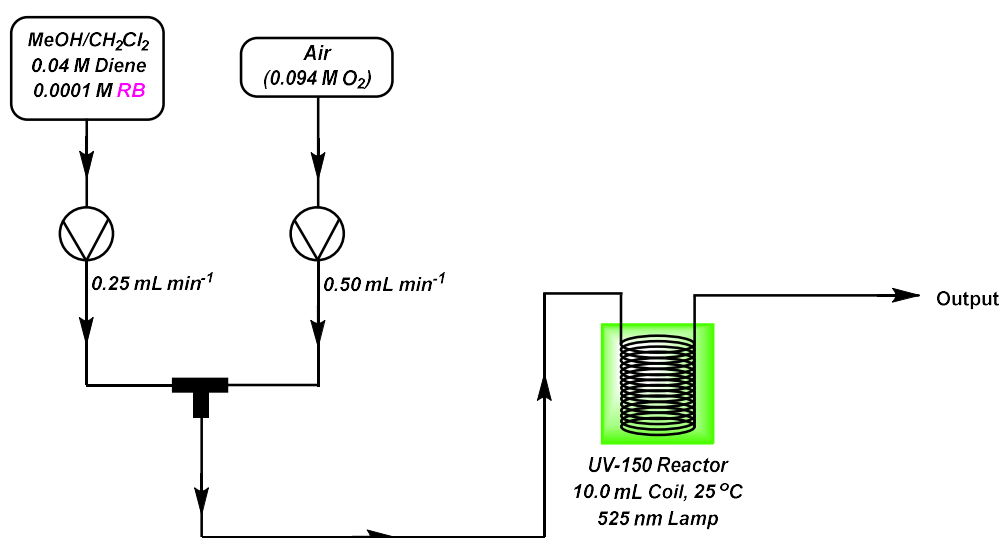 MeOH/CH₂Cl₂
0.04 M Diene
0.0001 M RB
Air
(0.094 M O₂)
0.25 mL min⁻¹
0.50 mL min⁻¹
Output
UV-150 Reactor
10.0 mL Coil, 25 ᴼC
525 nm Lamp